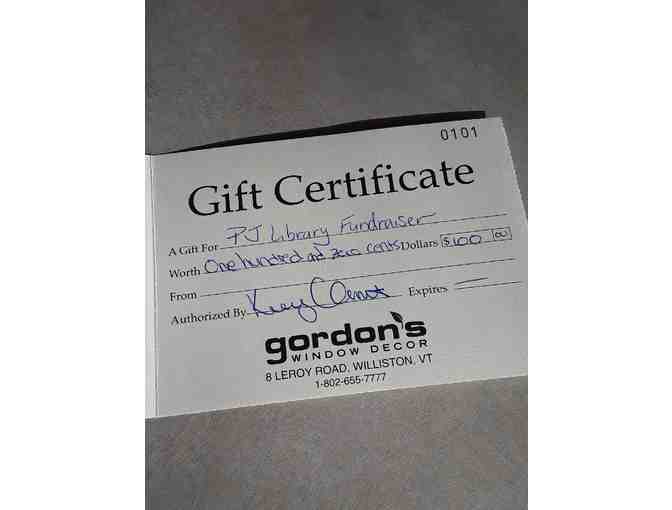 0101
Gift Certificate
A Gift For PJ Library Fundraiser
Worth One hundred and zero cents Dollars $100 00
From
Authorized By Expires
gordon's
WINDOW DECOR
8 LEROY ROAD, WILLISTON, VT
1-802-655-7777